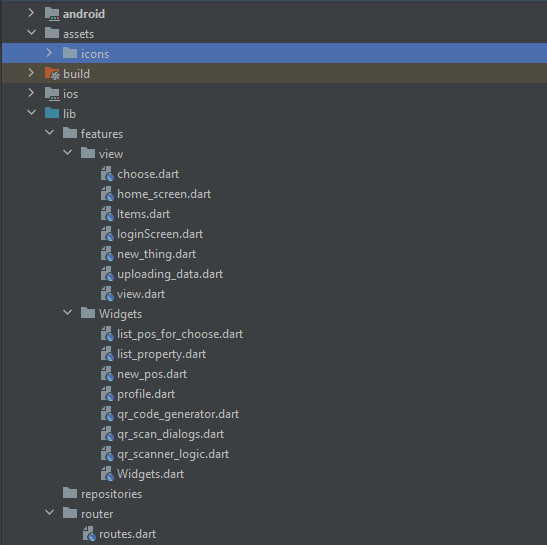 android
assets
icons
build
ios
lib
features
view
choose.dart
home_screen.dart
Items.dart
loginScreen.dart
new_thing.dart
uploading_data.dart
view.dart
Widgets
list_pos_for_choose.dart
list_property.dart
new_pos.dart
profile.dart
qr_code_generator.dart
qr_scan_dialogs.dart
qr_scanner_logic.dart
Widgets.dart
repositories
router
routes.dart